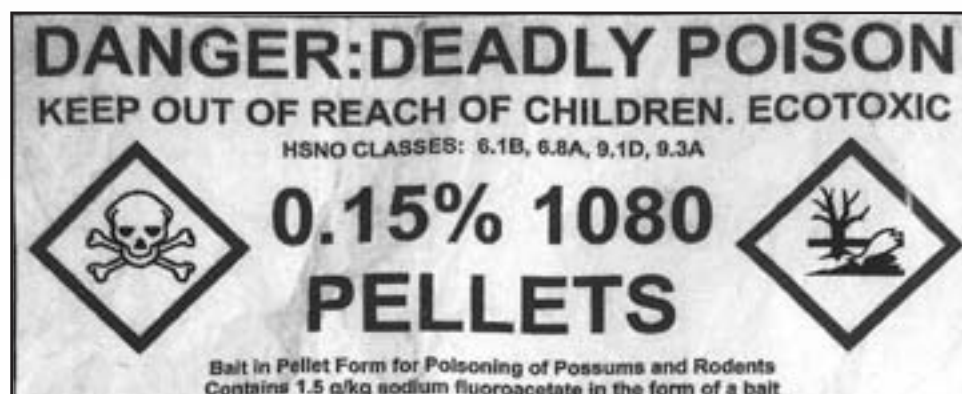 DANGER:DEADLY POISON
KEEP OUT OF REACH OF CHILDREN. ECOTOXIC
HSNO CLASSES: 6.1B, 6.8A, 9.1D, 9.3A
0.15% 1080
PELLETS
Bait in Pellet Form for Poisoning of Possums and Rodents
Contains 1.5 g/kg sodium fluoroacetate in the form of a bait